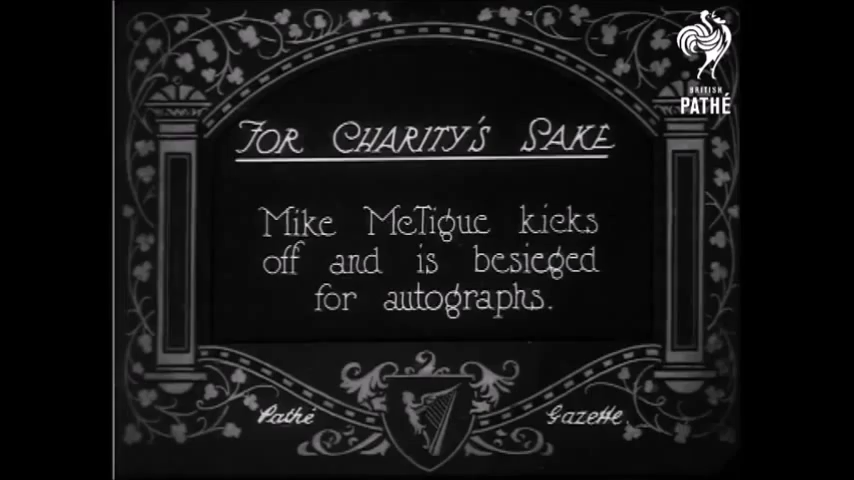 BRITISH
PATHÉ
FOR CHARITY'S SAKE
Mike McTigue kicks
off and is besieged
for autographs.
Pathé Gazette.